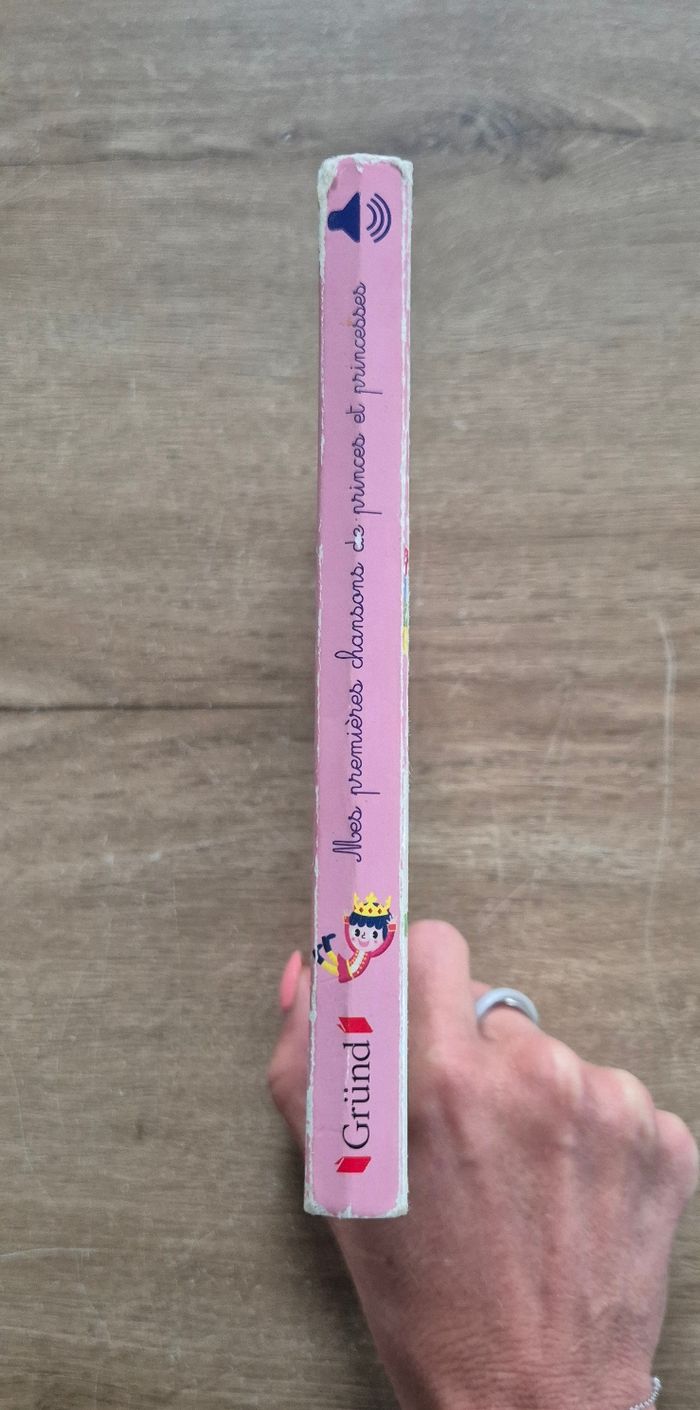 Mes premières chansons de princes et princesses
Gründ